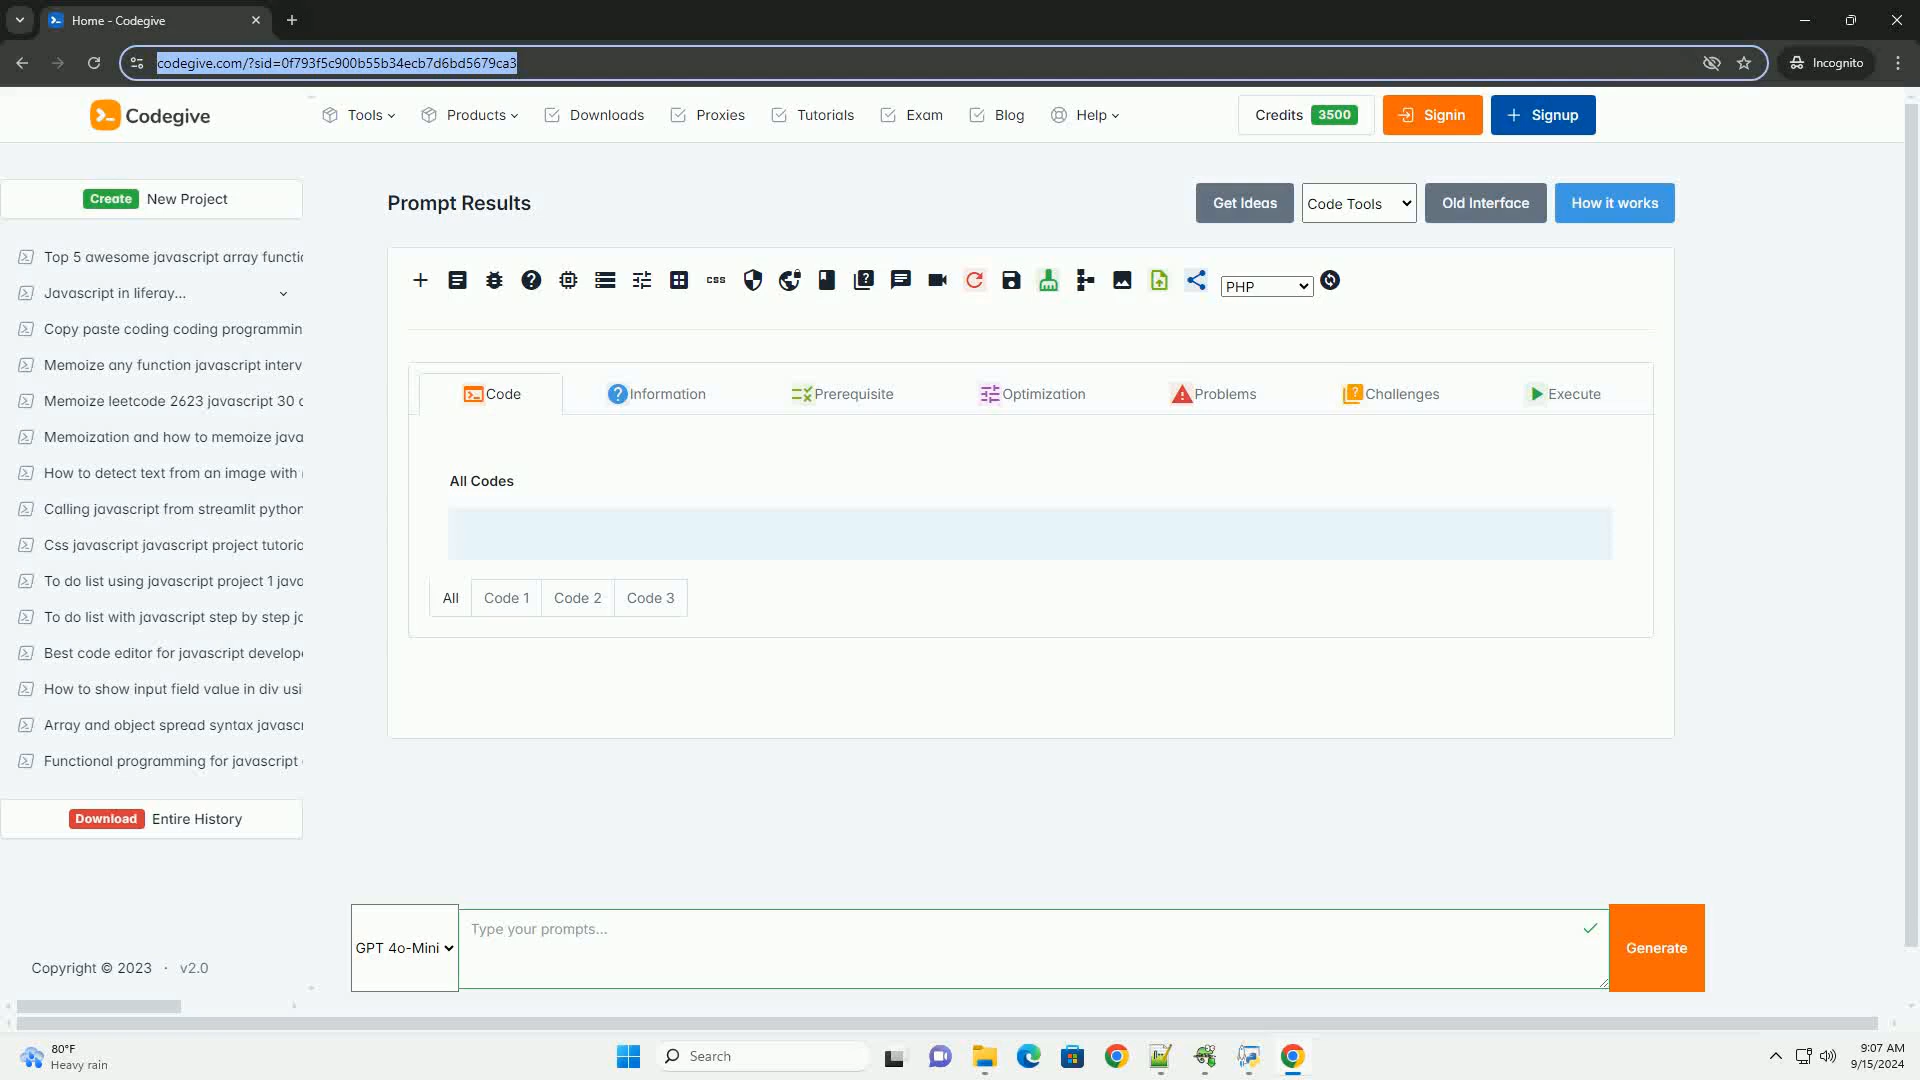 Home - Codegive
codegive.com/?sid=0f793f5c900b55b34ecb7d6bd5679ca3
Incognito
Codegive
Tools
Products
Downloads
Proxies
Tutorials
Exam
Blog
Help
Credits 3500
Signin
Signup
Create New Project
Top 5 awesome javascript array functi
Javascript in liferay...
Copy paste coding coding programmin
Memoize any function javascript interv
Memoize leetcode 2623 javascript 30
Memoization and how to memoize java
How to detect text from an image with
Calling javascript from streamlit python
Css javascript javascript project tutoria
To do list using javascript project 1 java
To do list with javascript step by step
Best code editor for javascript develope
How to show input field value in div usi
Array and object spread syntax javascr
Functional programming for javascript
Download Entire History
Copyright © 2023 · v2.0
Prompt Results
Get Ideas
Code Tools
Old Interface
How it works
css
PHP
Code
Information
Prerequisite
Optimization
Problems
Challenges
Execute
All Codes
All
Code 1
Code 2
Code 3
GPT 4o-Mini
Type your prompts...
Generate
80°F
Heavy rain
Search
9:07 AM
9/15/2024